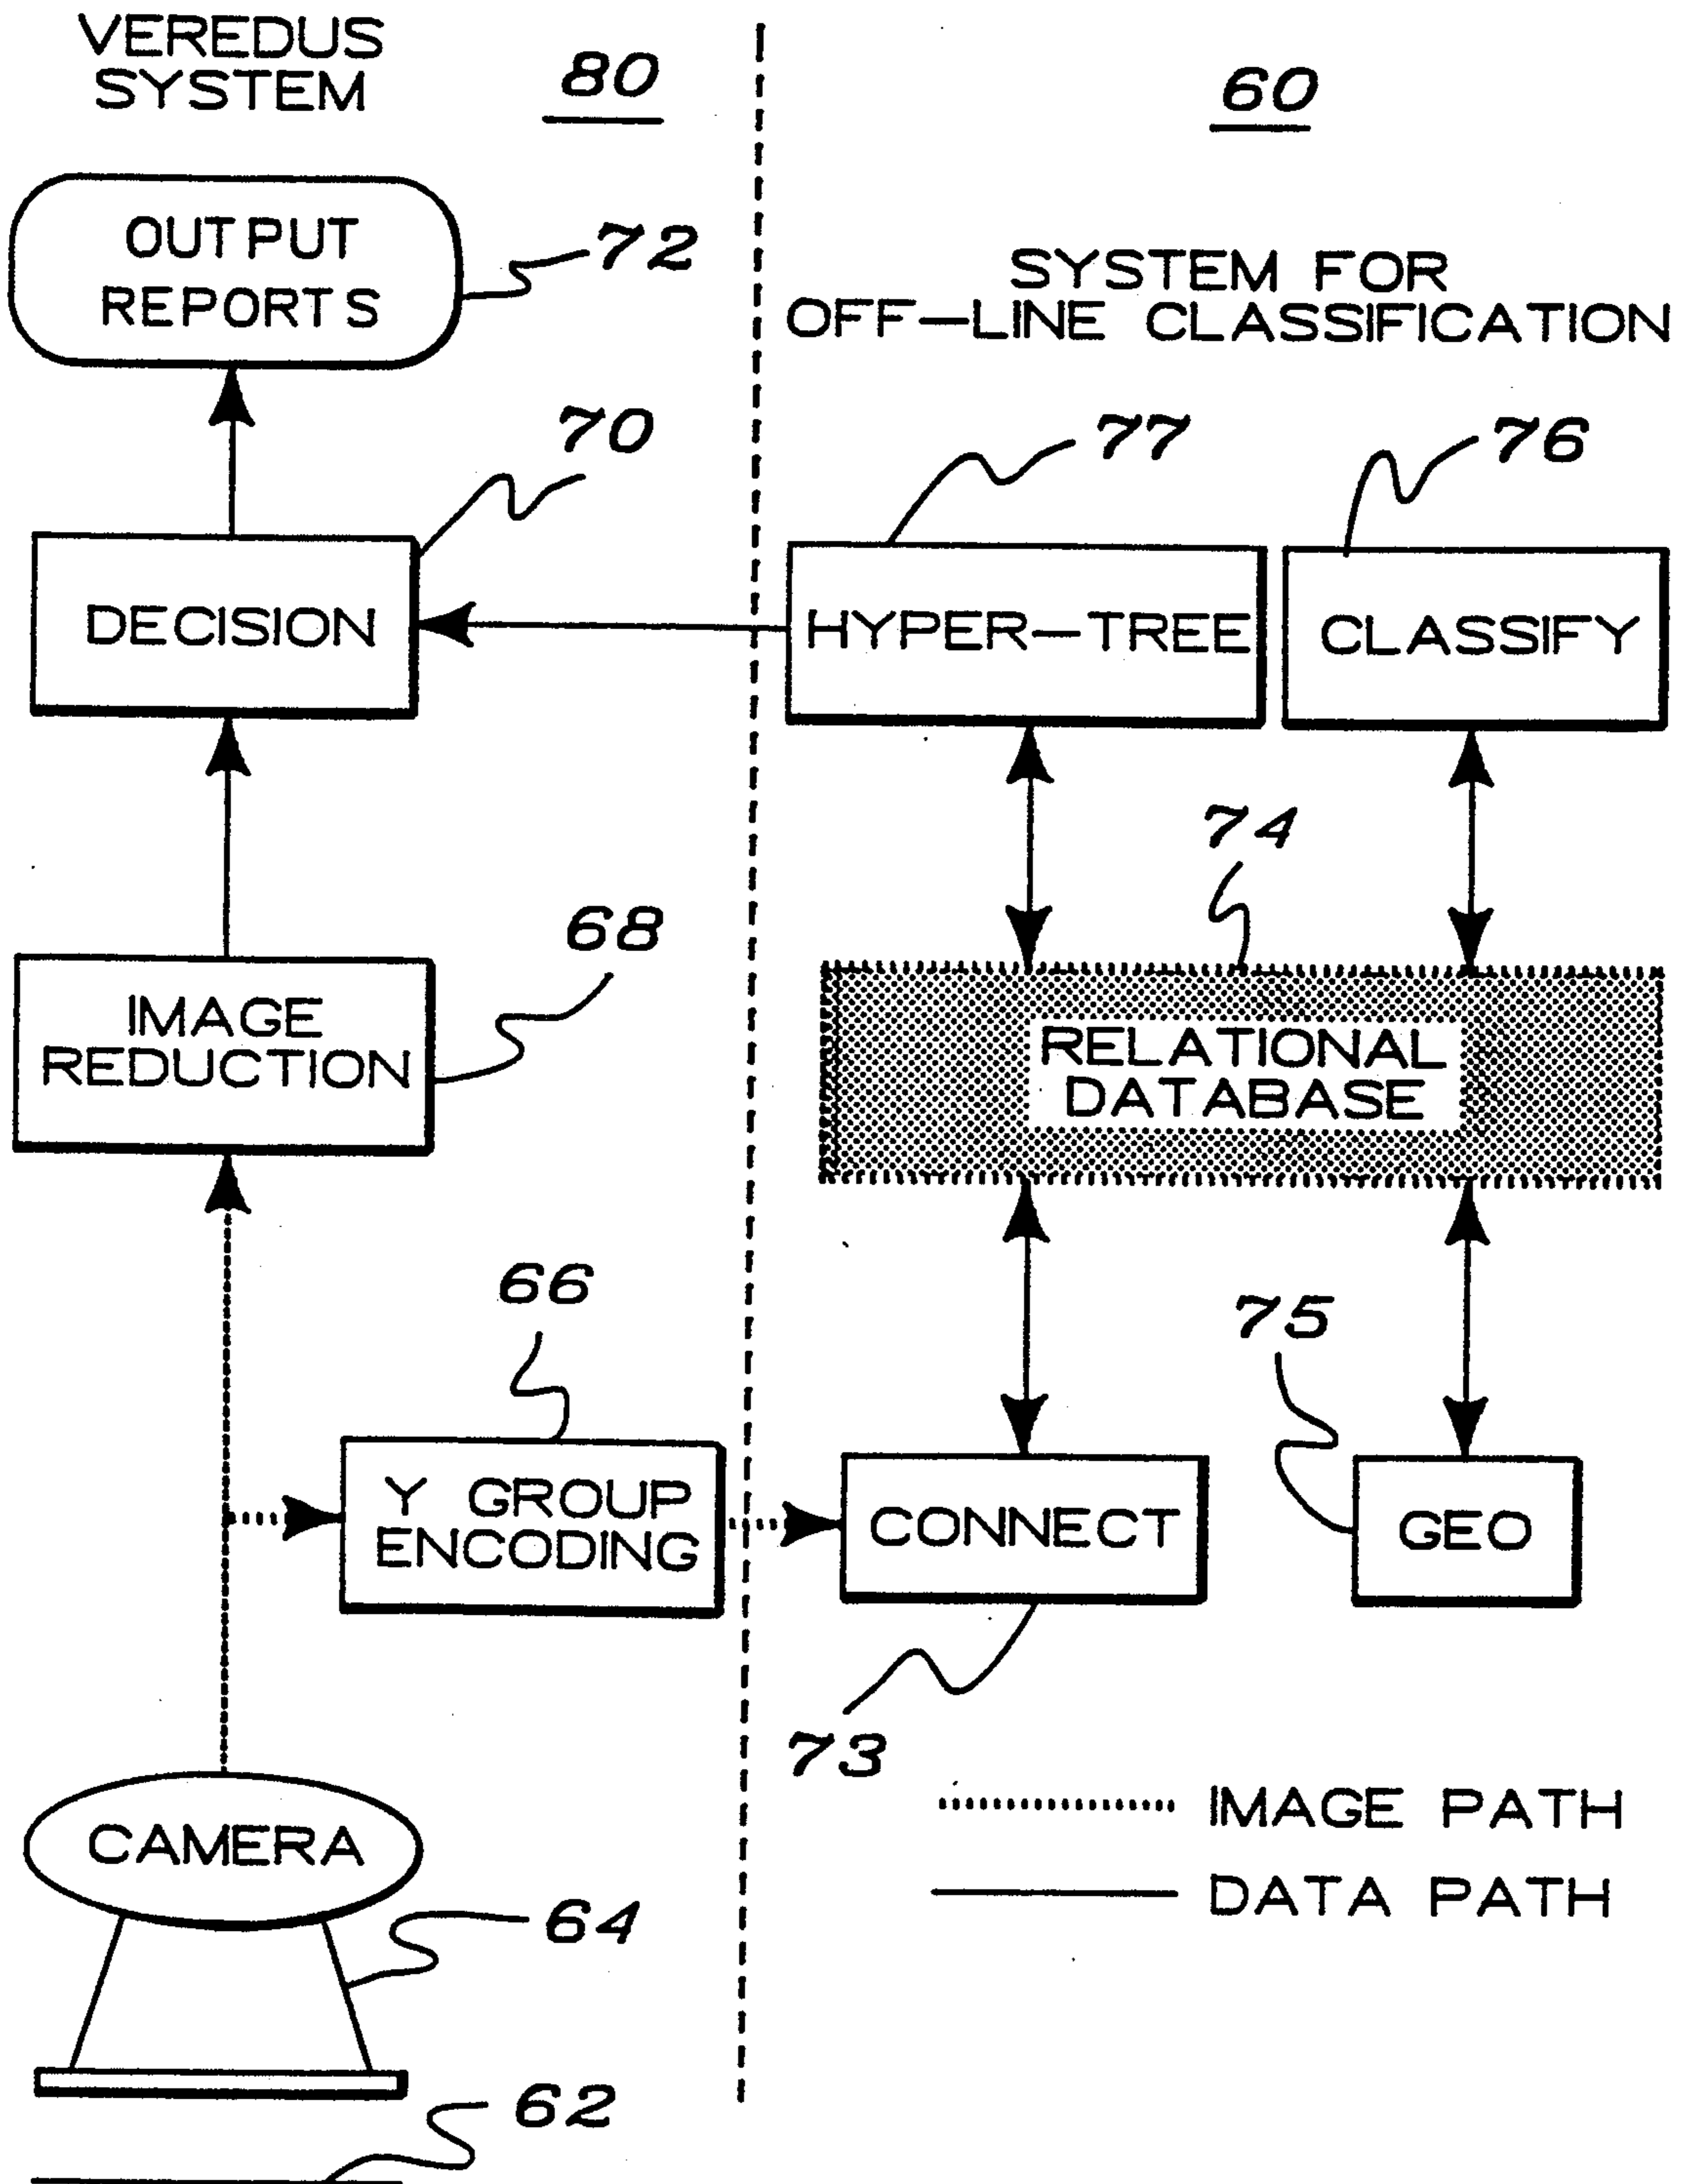 VEREDUS
SYSTEM
80
60
OUTPUT
REPORTS
72
SYSTEM FOR
OFF—LINE CLASSIFICATION
70
77
76
DECISION
HYPER—TREE
CLASSIFY
74
68
IMAGE
REDUCTION
RELATIONAL
DATABASE
66
75
Y GROUP
ENCODING
CONNECT
GEO
73
CAMERA
IMAGE PATH
DATA PATH
64
62